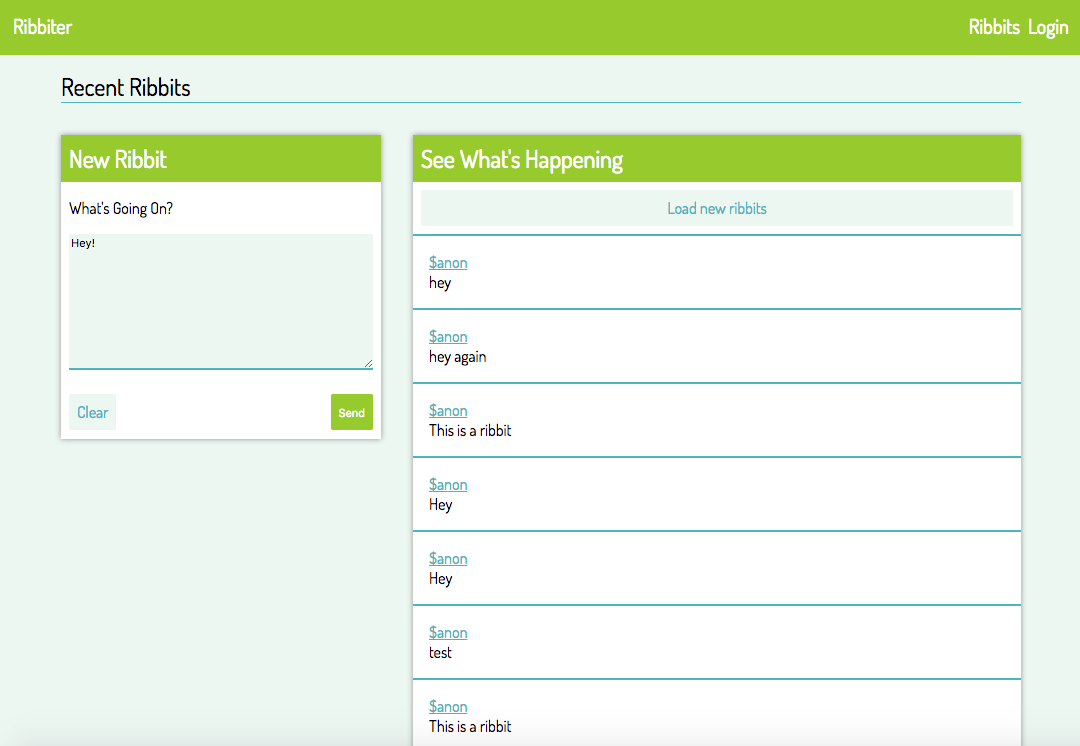 Ribbiter
Ribbits Login
Recent Ribbits
New Ribbit
What's Going On?
Hey!
Clear
Send
See What's Happening
Load new ribbits
$anon
hey
$anon
hey again
$anon
This is a ribbit
$anon
Hey
$anon
Hey
$anon
test
$anon
This is a ribbit